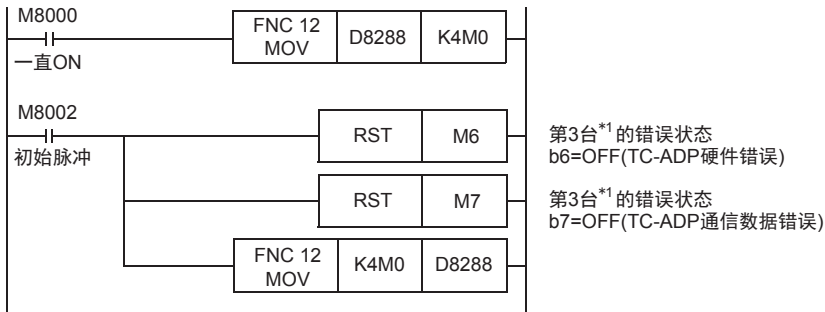 M8000
FNC 12
MOV
D8288
K4M0
一直ON
M8002
初始脉冲
RST
M6
第3台*1的错误状态
b6=OFF(TC-ADP硬件错误)
RST
M7
第3台*1的错误状态
b7=OFF(TC-ADP通信数据错误)
FNC 12
MOV
K4M0
D8288